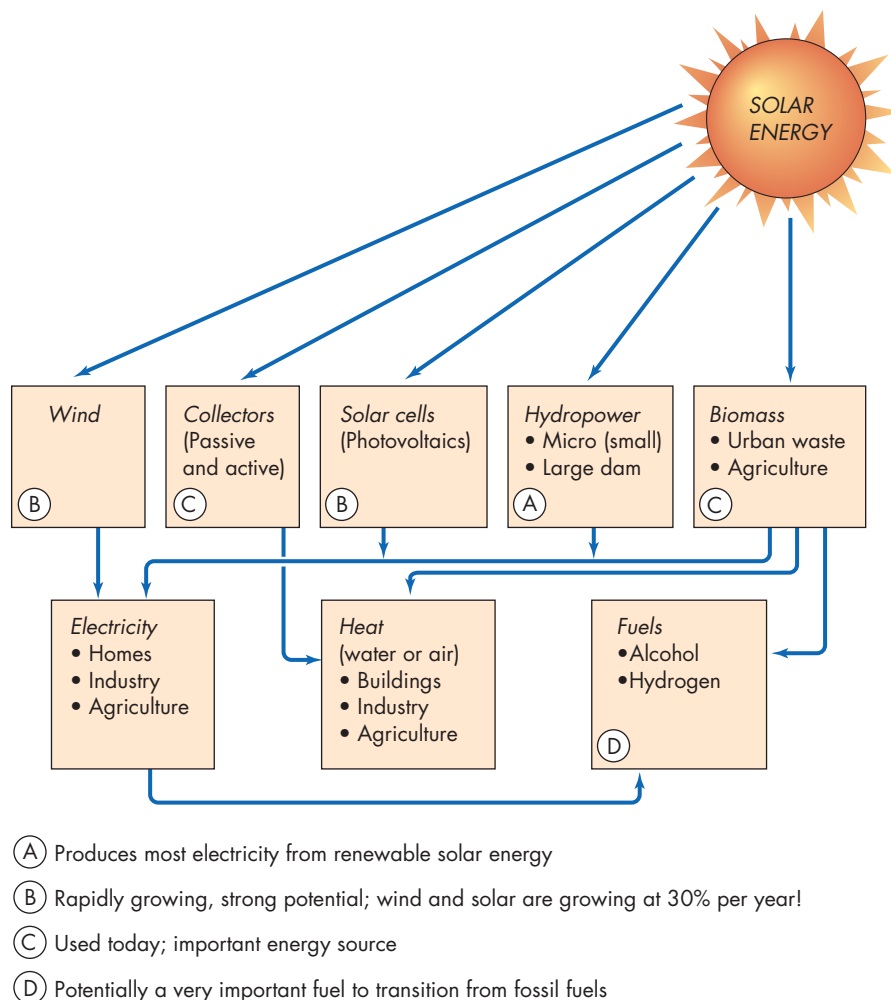 SOLAR
ENERGY
Wind
B
Collectors
(Passive
and active)
C
Solar cells
(Photovoltaics)
B
Hydropower
• Micro (small)
• Large dam
A
Biomass
• Urban waste
• Agriculture
C
Electricity
• Homes
• Industry
• Agriculture
Heat
(water or air)
• Buildings
• Industry
• Agriculture
Fuels
•Alcohol
•Hydrogen
D
A Produces most electricity from renewable solar energy
B Rapidly growing, strong potential; wind and solar are growing at 30% per year!
C Used today; important energy source
D Potentially a very important fuel to transition from fossil fuels